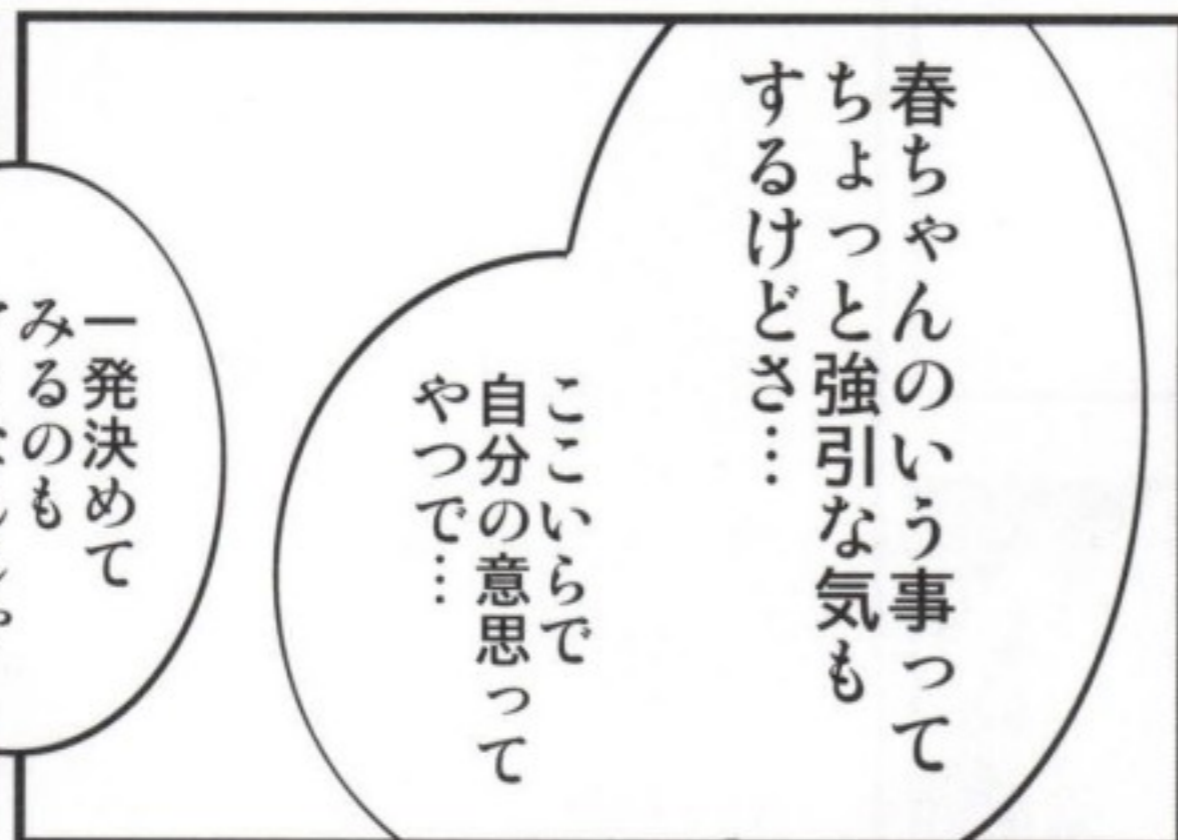 春ちゃんのいう事って
ちょっと強引な気も
するけどさ…
ここいらで
自分の意思って
やつで…
一発決めて
みるのも